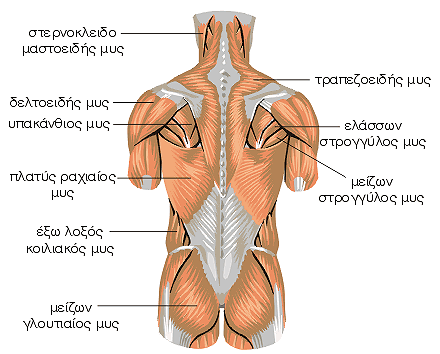 στερνοκλειδο
μαστοειδής μυς
δελτοειδής μυς
υπακάνθιος μυς
πλατύς ραχιαίος
μυς
έξω λοξός
κοιλιακός μυς
μείζων
γλουτιαίος μυς
τραπεζοειδής μυς
ελάσσων
στρογγύλος μυς
μείζων
στρογγύλος μυς